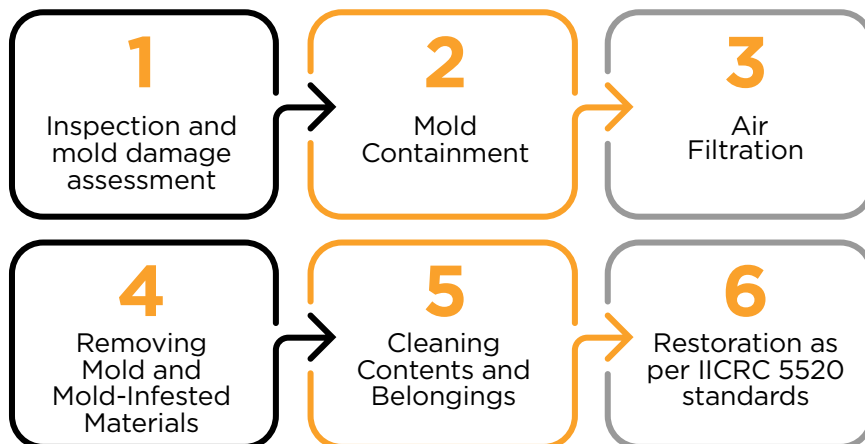 1
Inspection and
mold damage
assessment
2
Mold
Containment
3
Air
Filtration
4
Removing
Mold and
Mold-Infested
Materials
5
Cleaning
Contents and
Belongings
6
Restoration as
per IICRC 5520
standards